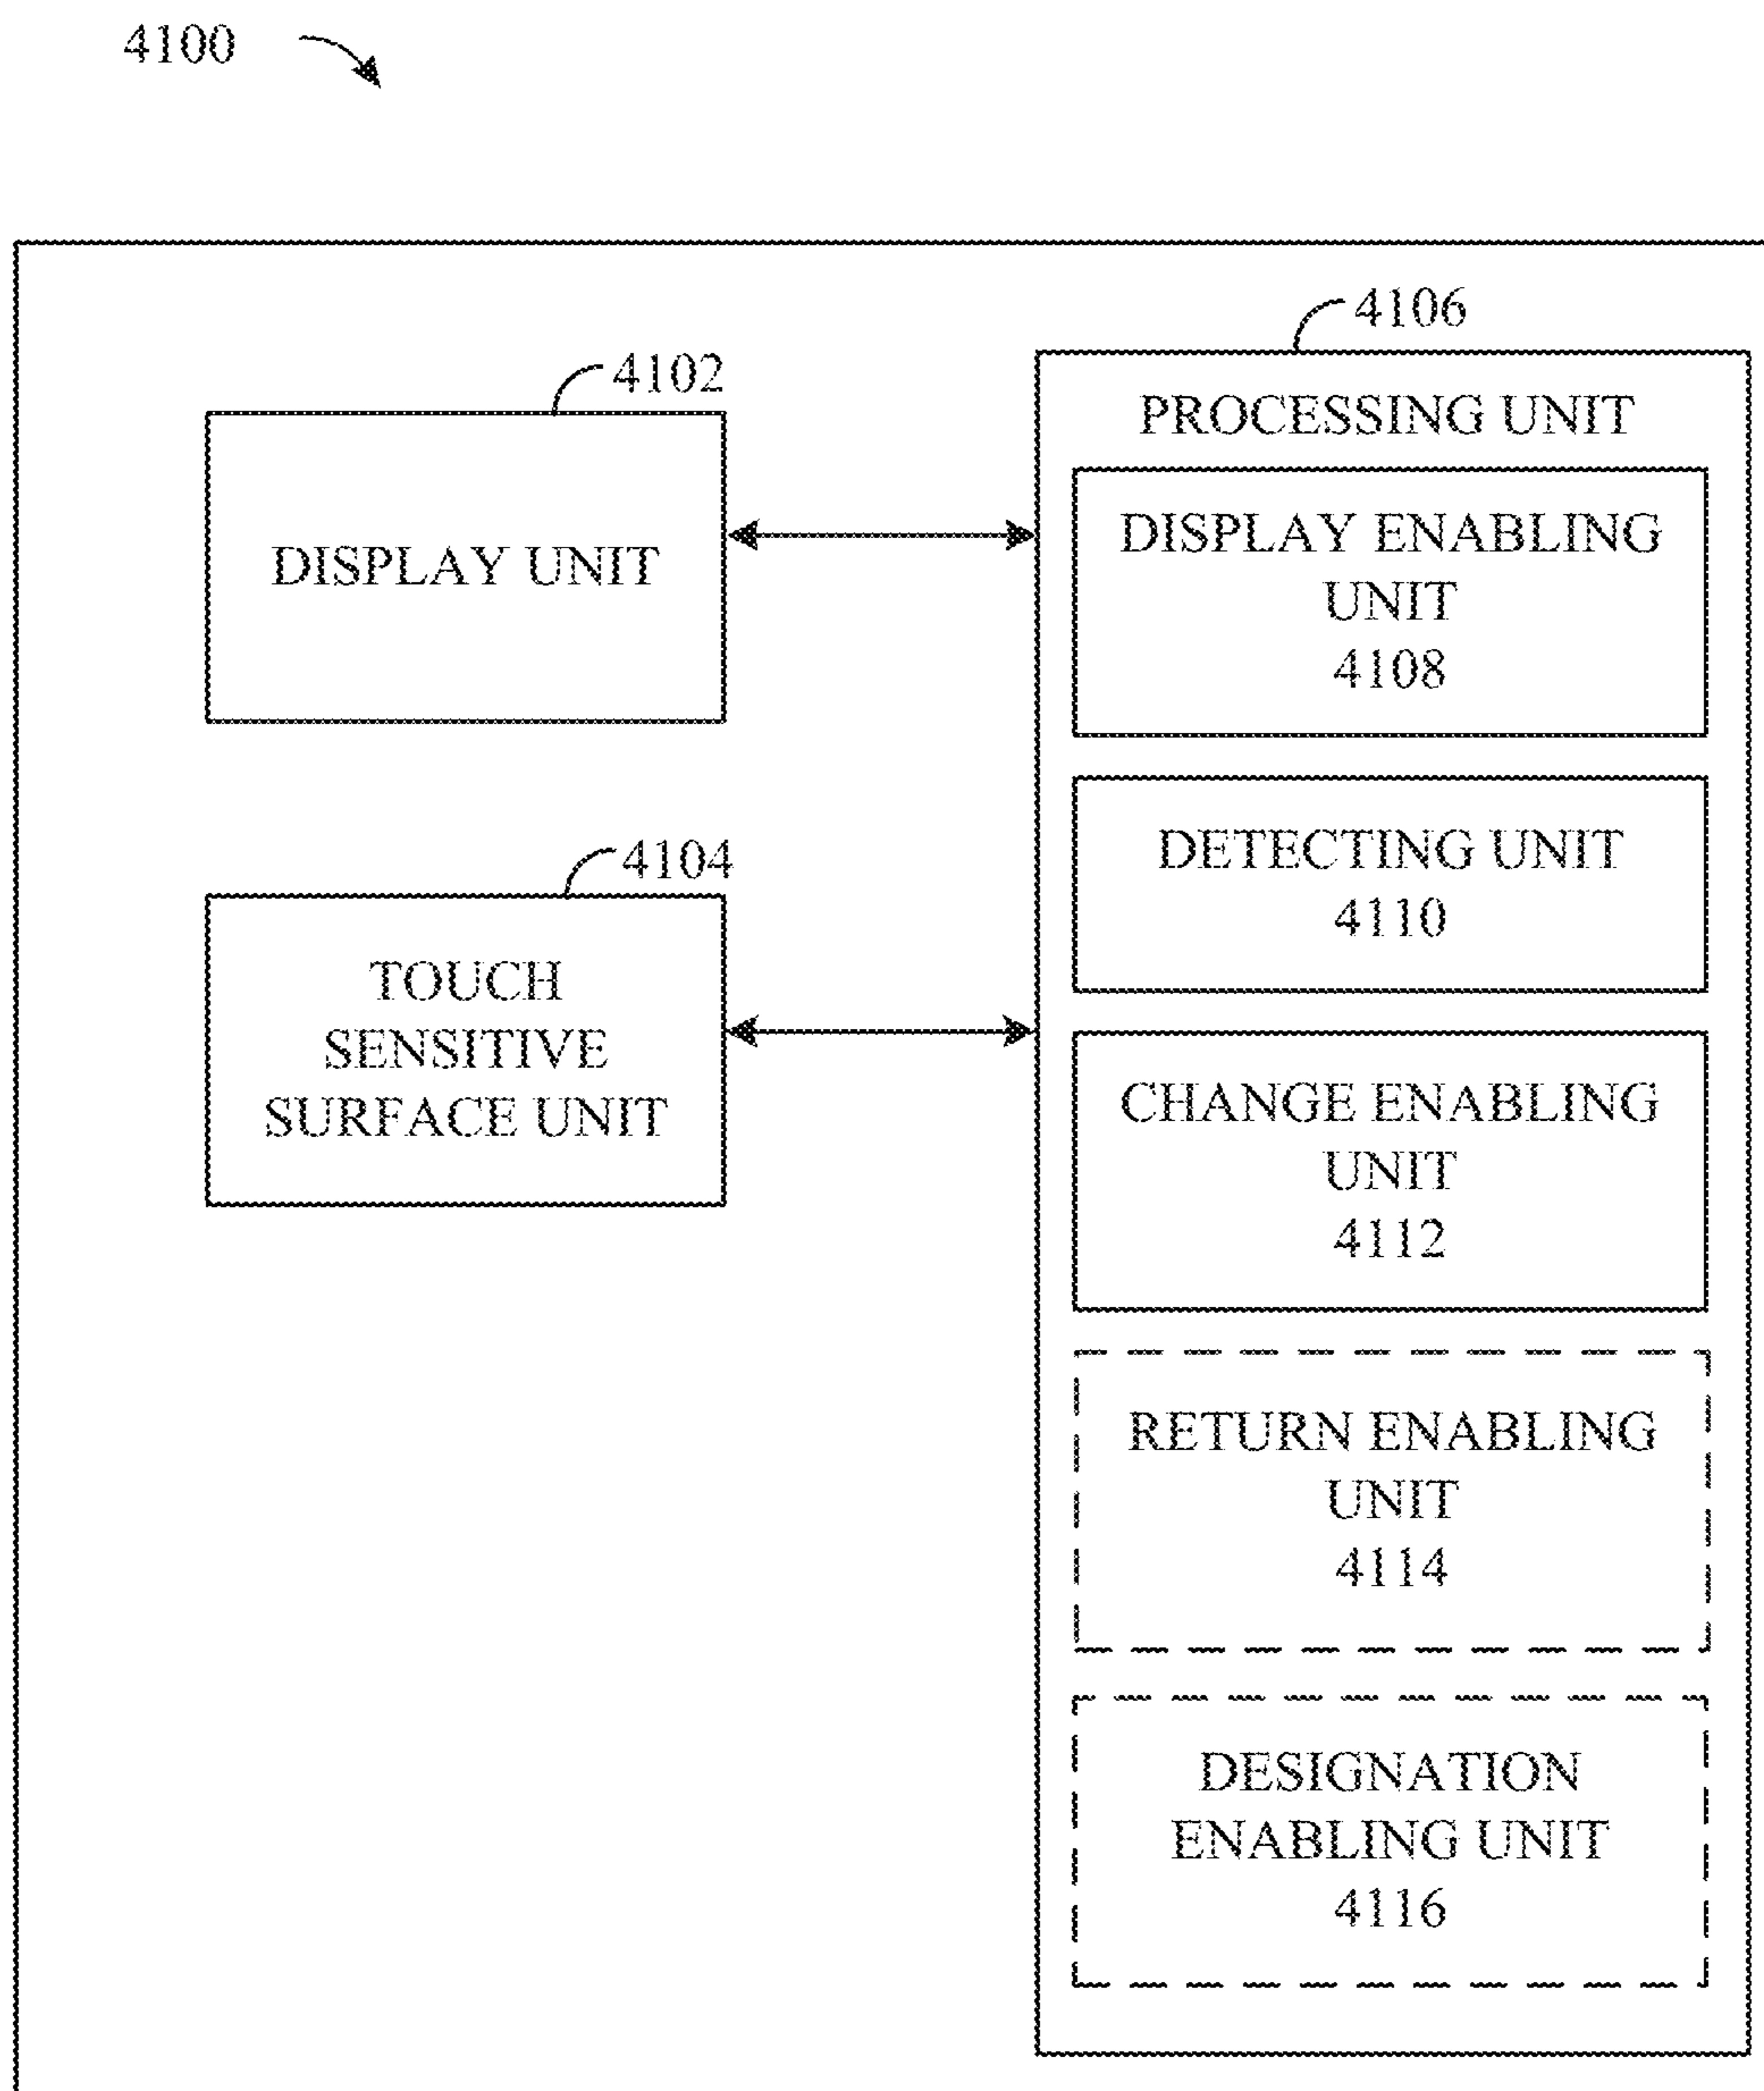 4100
4102
DISPLAY UNIT
4104
TOUCH
SENSITIVE
SURFACE UNIT
4106
PROCESSING UNIT
DISPLAY ENABLING
UNIT
4108
DETECTING UNIT
4110
CHANGE ENABLING
UNIT
4112
RETURN ENABLING
UNIT
4114
DESIGNATION
ENABLING UNIT
4116